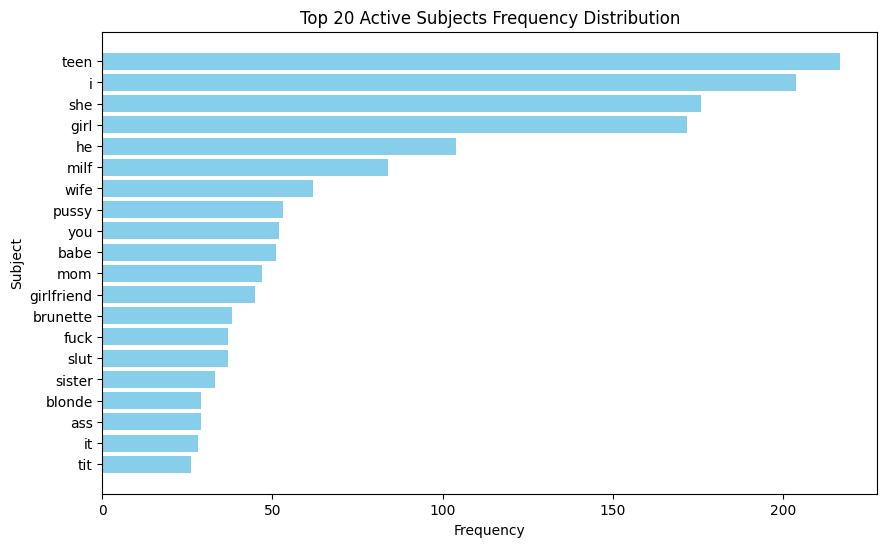 Top 20 Active Subjects Frequency Distribution
teen
i
she
girl
he
milf
wife
pussy
you
babe
mom
girlfriend
brunette
fuck
slut
sister
blonde
ass
it
tit
Subject
0 50 100 150 200
Frequency